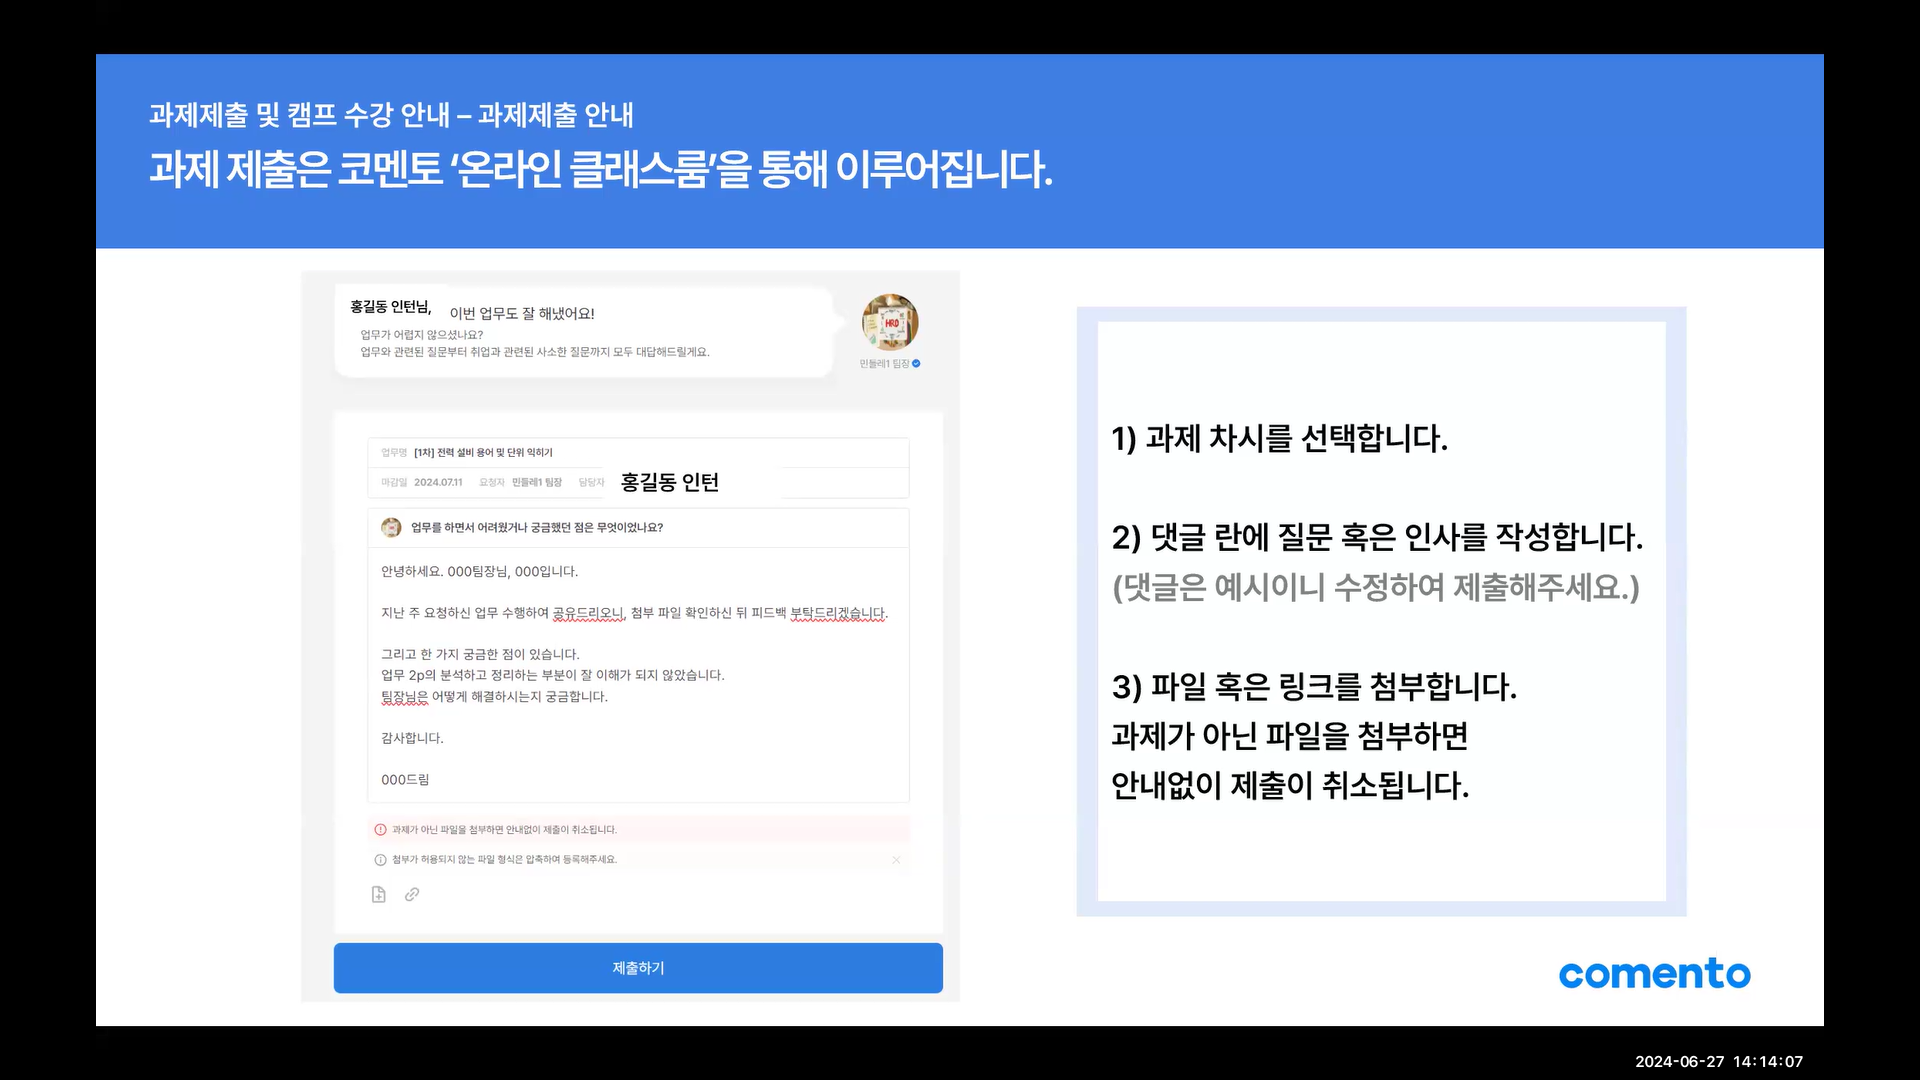 과제제출 및 캠프 수강 안내 – 과제제출 안내
과제 제출은 코멘토 ‘온라인 클래스룸’을 통해 이루어집니다.
홍길동 인턴님, 이번 업무도 잘 해냈어요!
업무가 어렵지 않으셨나요?
업무와 관련된 질문부터 취업과 관련된 사소한 질문까지 모두 대답해드릴게요.
HRD
민들레1 팀장
업무명 [1차] 전력 설비 용어 및 단위 익히기
마감일 2024.07.11 요청자 민들레1 팀장 담당자 홍길동 인턴
업무를 하면서 어려웠거나 궁금했던 점은 무엇이었나요?
안녕하세요. 000팀장님, 000입니다.
지난 주 요청하신 업무 수행하여 공유드리오니, 첨부 파일 확인하신 뒤 피드백 부탁드리겠습니다.
그리고 한 가지 궁금한 점이 있습니다.
업무 2p의 분석하고 정리하는 부분이 잘 이해가 되지 않았습니다.
팀장님은 어떻게 해결하시는지 궁금합니다.
감사합니다.
000드림
과제가 아닌 파일을 첨부하면 안내없이 제출이 취소됩니다.
첨부가 허용되지 않는 파일 형식은 압축하여 등록해주세요.
제출하기
1) 과제 차시를 선택합니다.
2) 댓글 란에 질문 혹은 인사를 작성합니다.
(댓글은 예시이니 수정하여 제출해주세요.)
3) 파일 혹은 링크를 첨부합니다.
과제가 아닌 파일을 첨부하면
안내없이 제출이 취소됩니다.
comento
2024-06-27 14:14:07